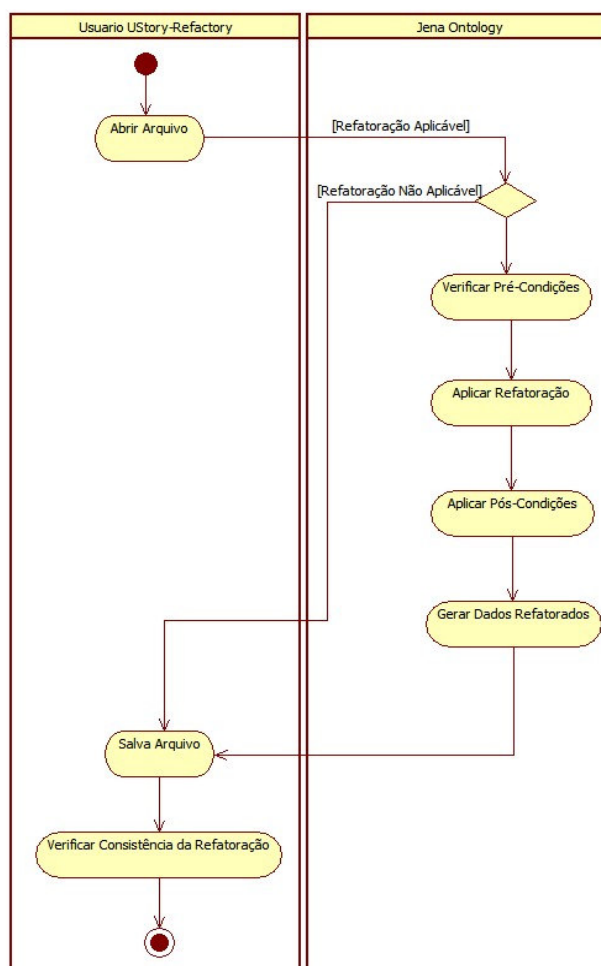 Usuario UStory-Refactory
Jena Ontology
Abrir Arquivo
[Refatoração Aplicável]
[Refatoração Não Aplicável]
Verificar Pré-Condições
Aplicar Refatoração
Aplicar Pós-Condições
Gerar Dados Refatorados
Salva Arquivo
Verificar Consistência da Refatoração